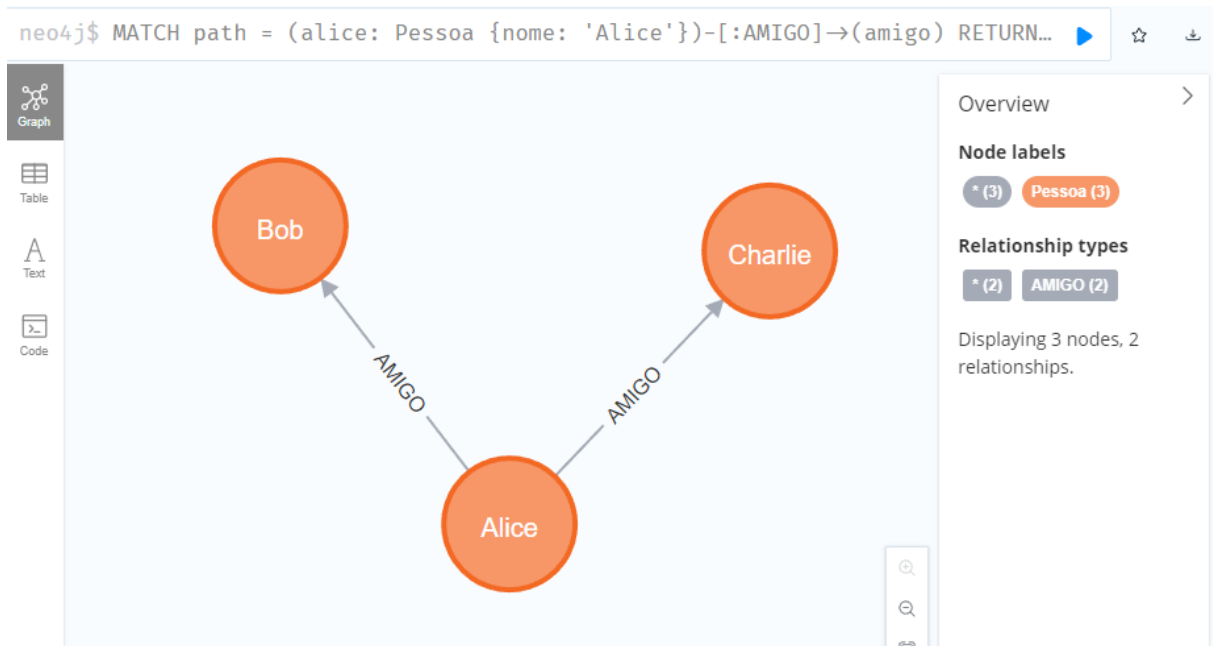 neo4j$ MATCH path = (alice: Pessoa {nome: 'Alice'})-[:AMIGO]→(amigo) RETURN…
Graph
Table
Text
Code
Bob
Charlie
AMIGO
AMIGO
Alice
Overview
Node labels
* (3) Pessoa (3)
Relationship types
* (2) AMIGO (2)
Displaying 3 nodes, 2
relationships.